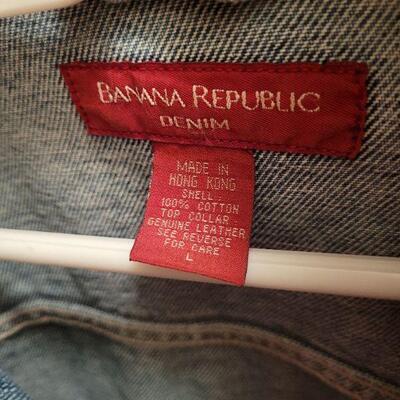 BANANA REPUBLIC
DENIM
MADE IN
HONG KONG
SHELL:
100% COTTON
TOP COLLAR:
GENUINE LEATHER
SEE REVERSE
FOR CARE
L